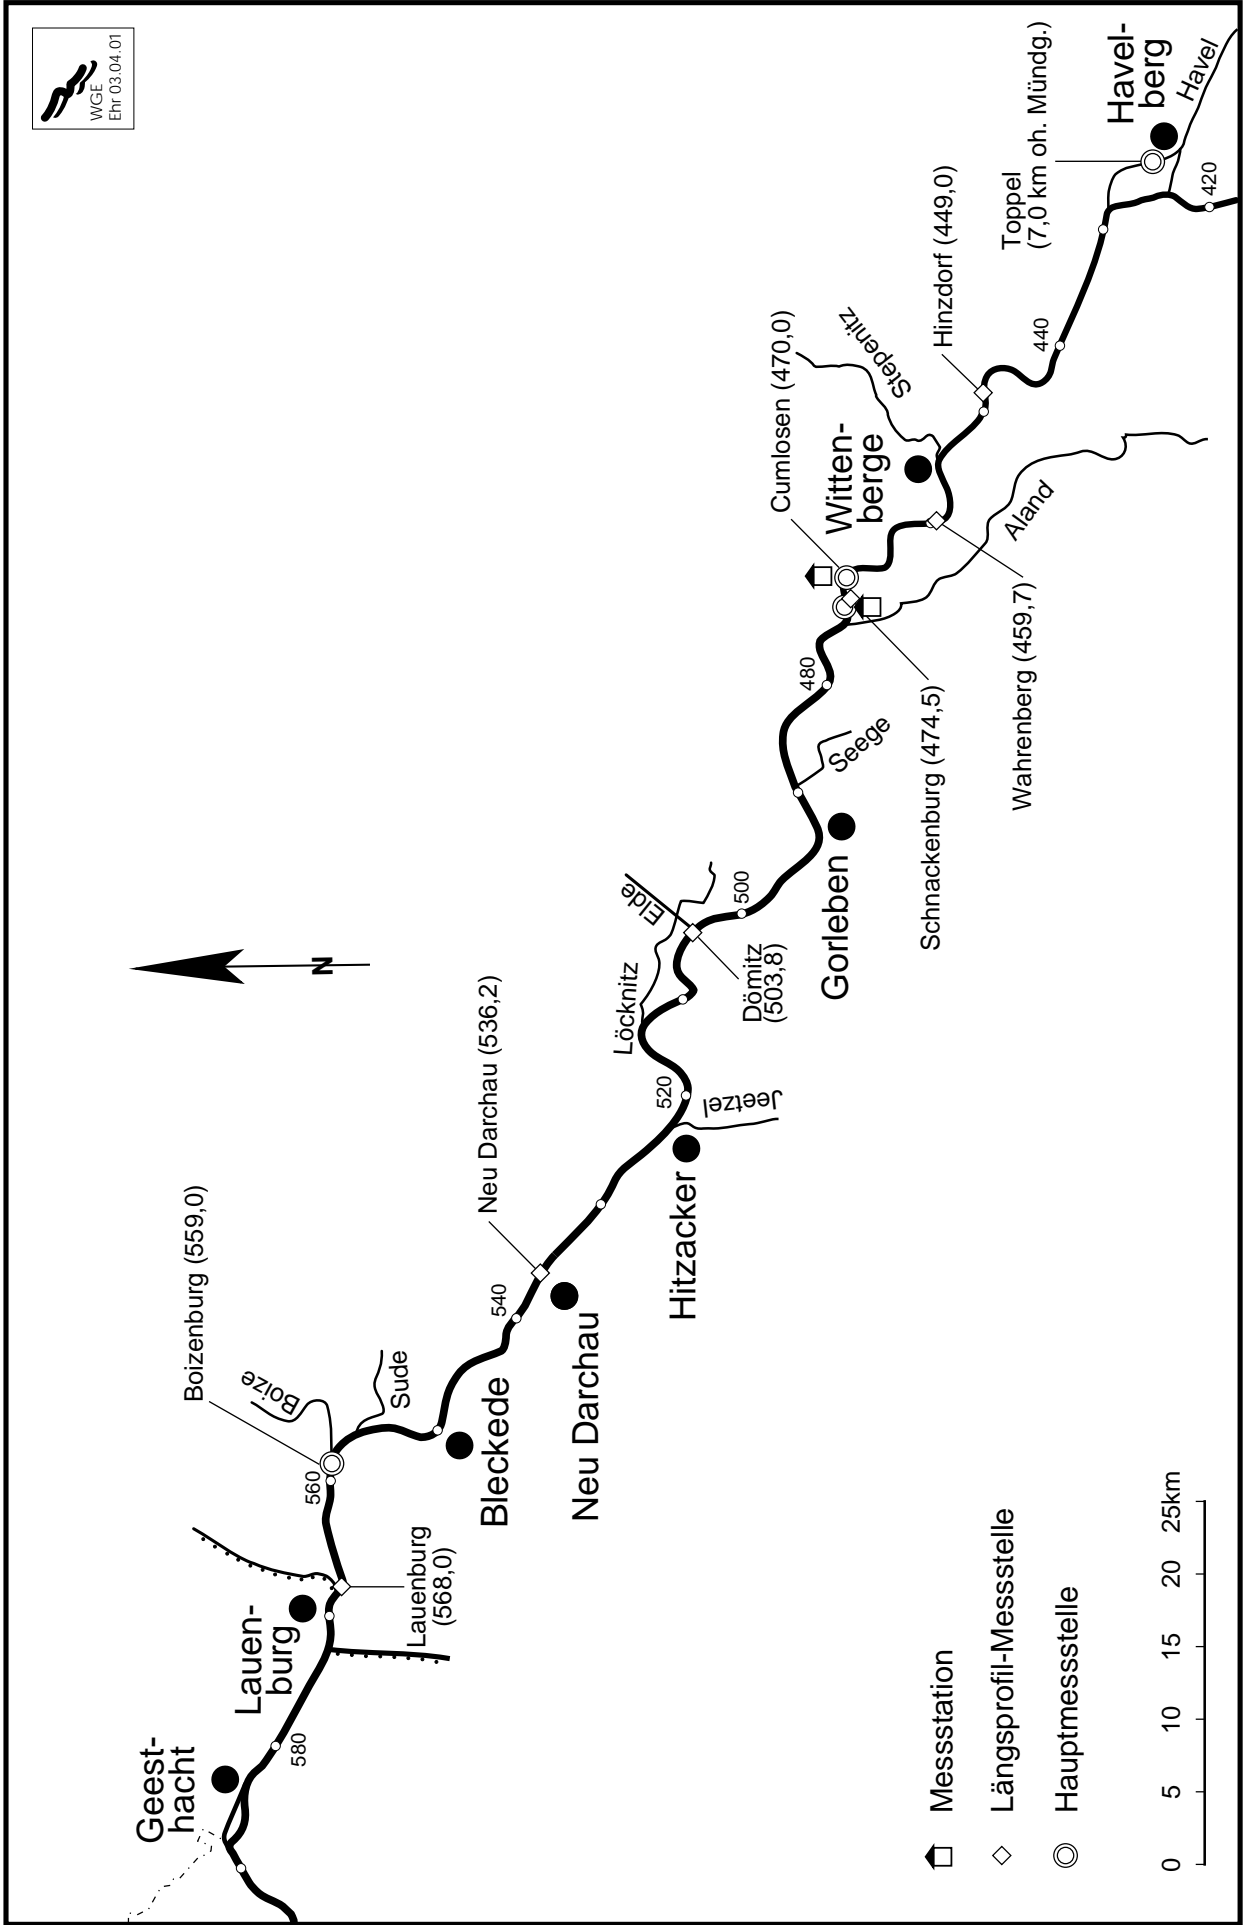 WGE
Ehr 03.04.01
Geest-
hacht
580
Lauen-
burg
Lauenburg
(568,0)
560
Boizenburg (559,0)
Boize
Sude
Bleckede
540
Neu Darchau
Neu Darchau (536,2)
Hitzacker
520
Jeetzel
Löcknitz
Elde
Dömitz
(503,8)
500
N
Gorleben
Seege
480
Schnackenburg (474,5)
Cumlosen (470,0)
Witten-
berge
Wahrenberg (459,7)
Aland
Stepenitz
Hinzdorf (449,0)
440
Toppel
(7,0 km oh. Mündg.)
Havel-
berg
Havel
420
Messstation
Längsprofil-Messstelle
Hauptmessstelle
0 5 10 15 20 25km